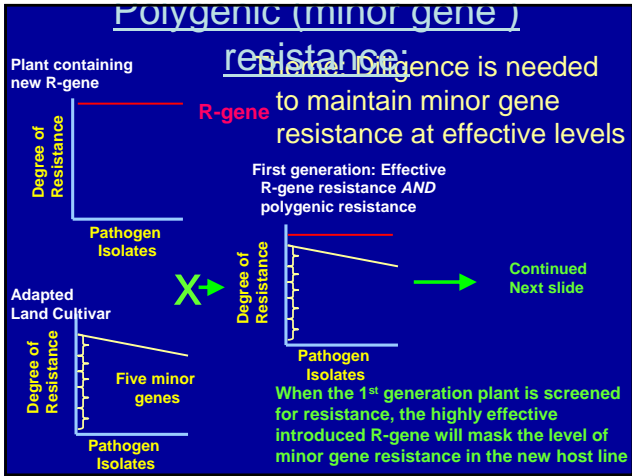 Polygenic (minor gene )
resistance:
Theme: Diligence is needed
to maintain minor gene
resistance at effective levels
Plant containing
new R-gene
R-gene
Degree of
Resistance
Pathogen
Isolates
Adapted
Land Cultivar
Degree of
Resistance
Five minor
genes
Pathogen
Isolates
X
First generation: Effective
R-gene resistance AND
polygenic resistance
Degree of
Resistance
Pathogen
Isolates
Continued
Next slide
When the 1st generation plant is screened
for resistance, the highly effective
introduced R-gene will mask the level of
minor gene resistance in the new host line